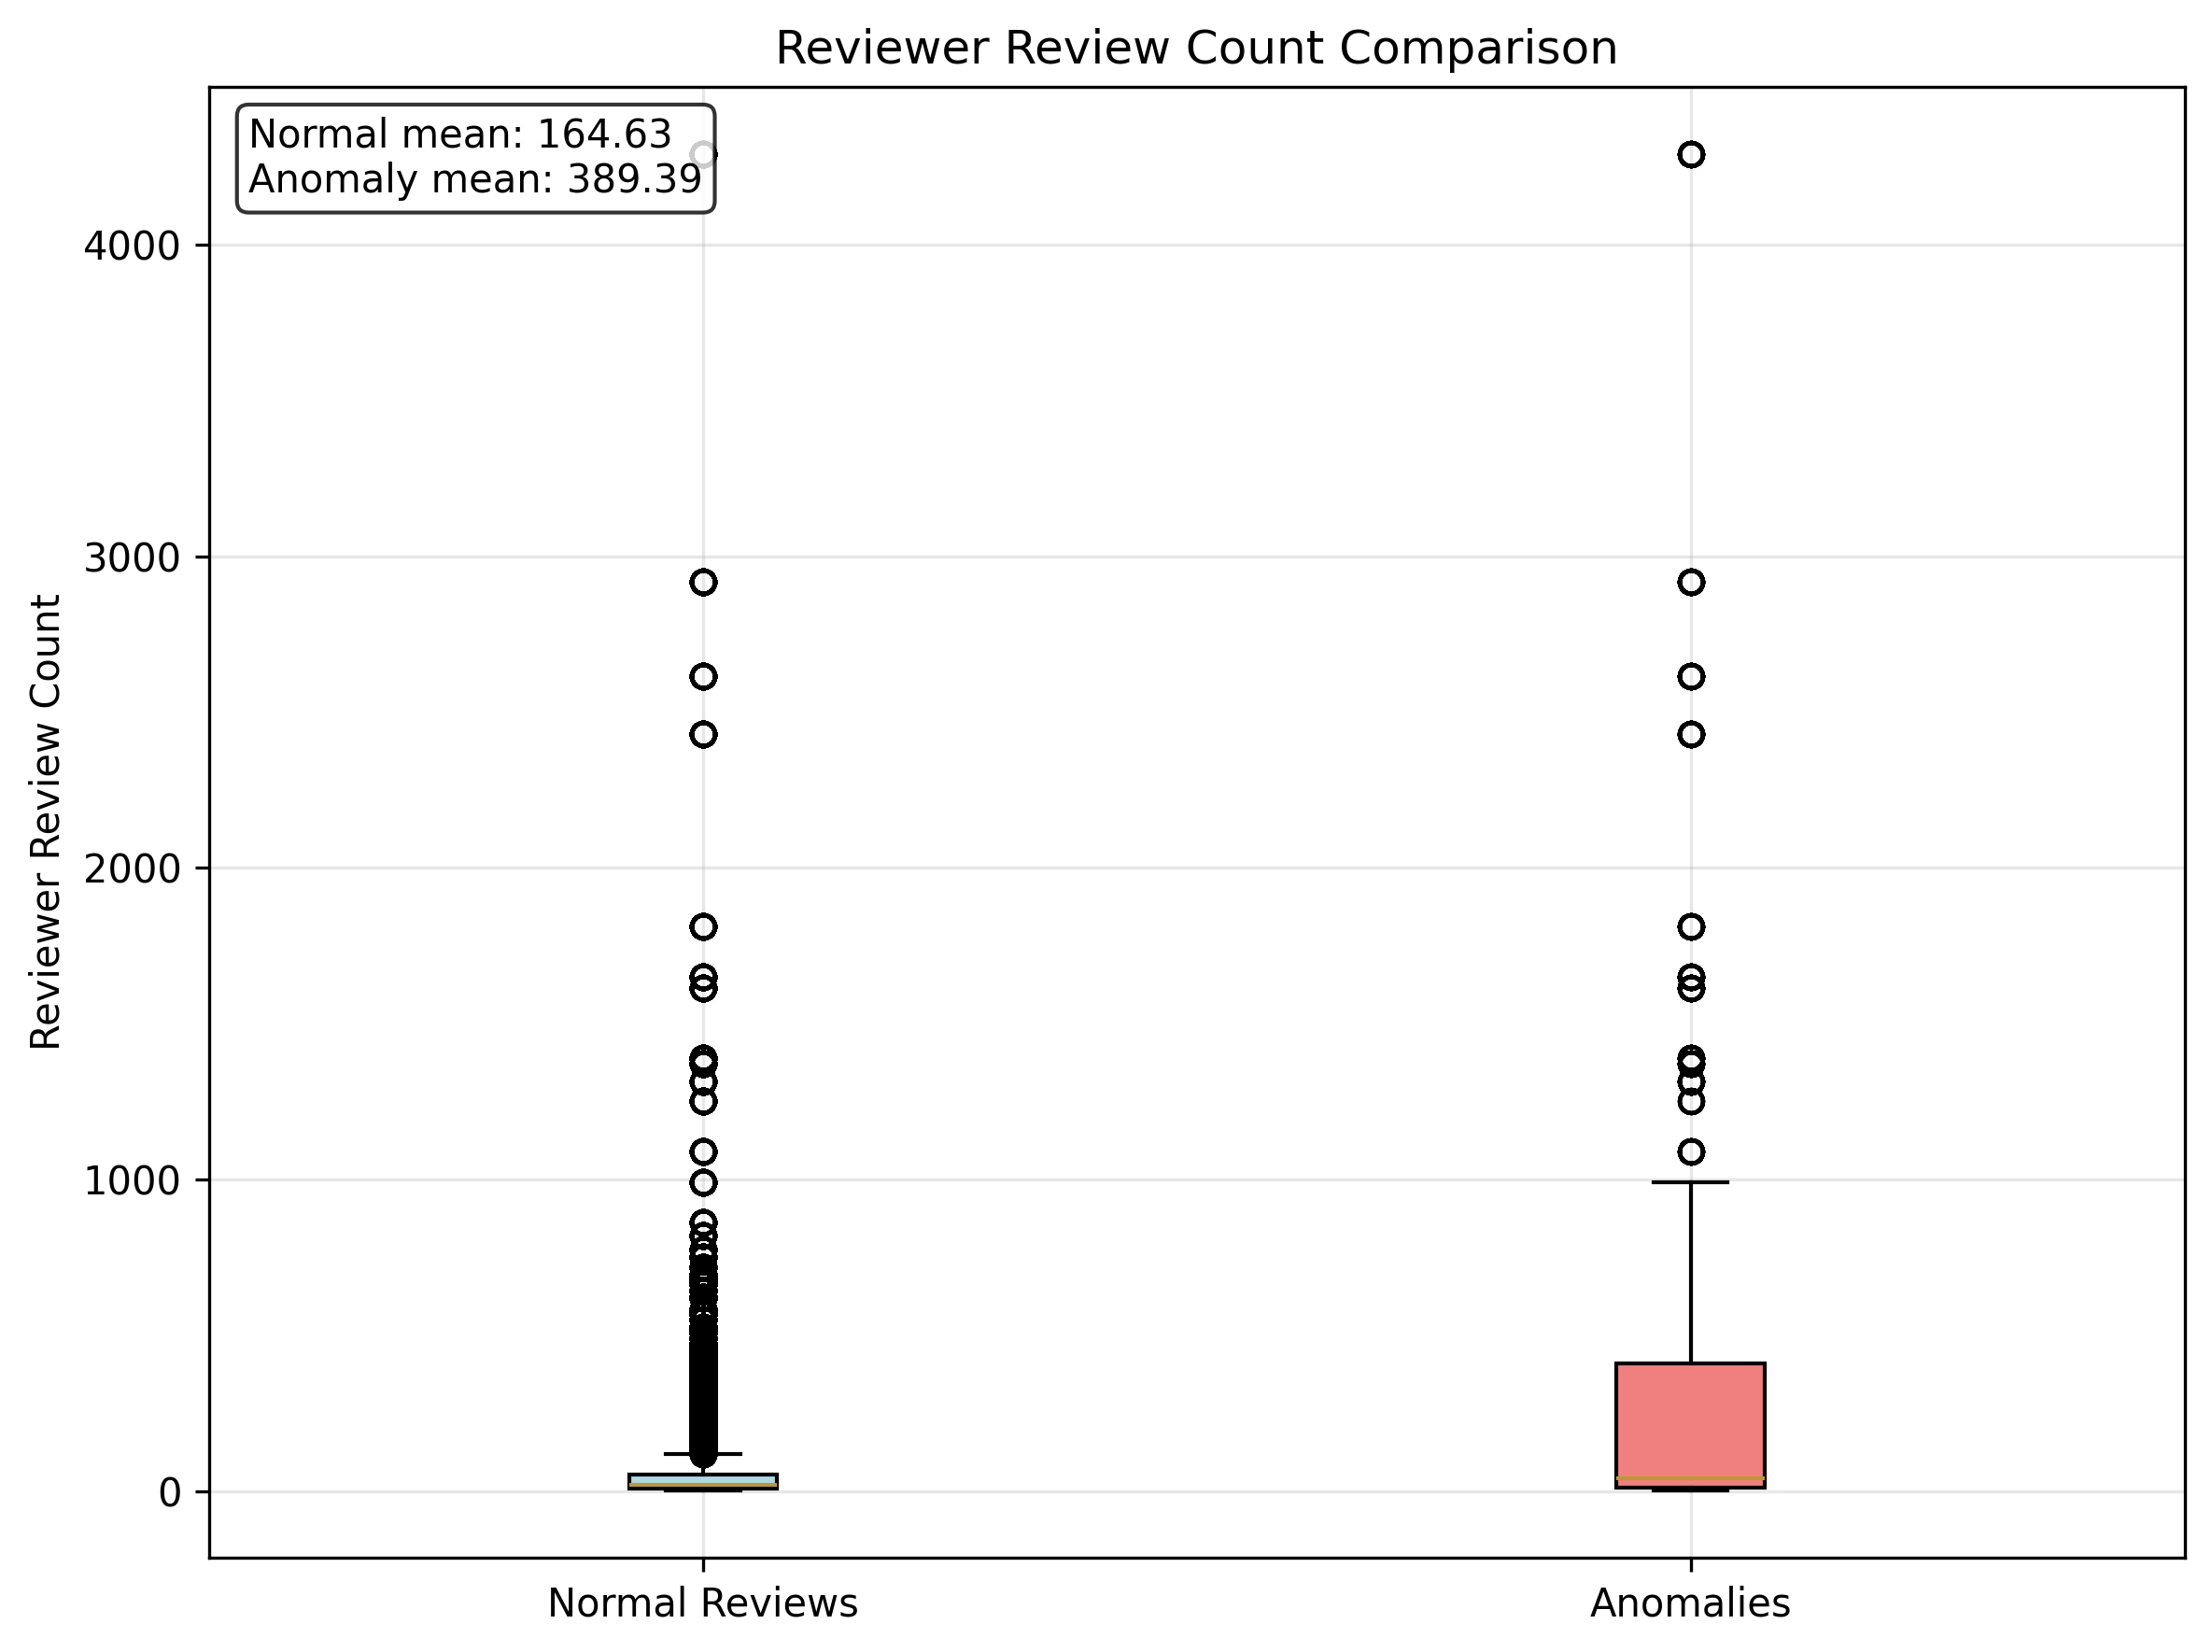 Reviewer Review Count Comparison
Normal mean: 164.63
Anomaly mean: 389.39
Reviewer Review Count
4000
3000
2000
1000
0
Normal Reviews
Anomalies